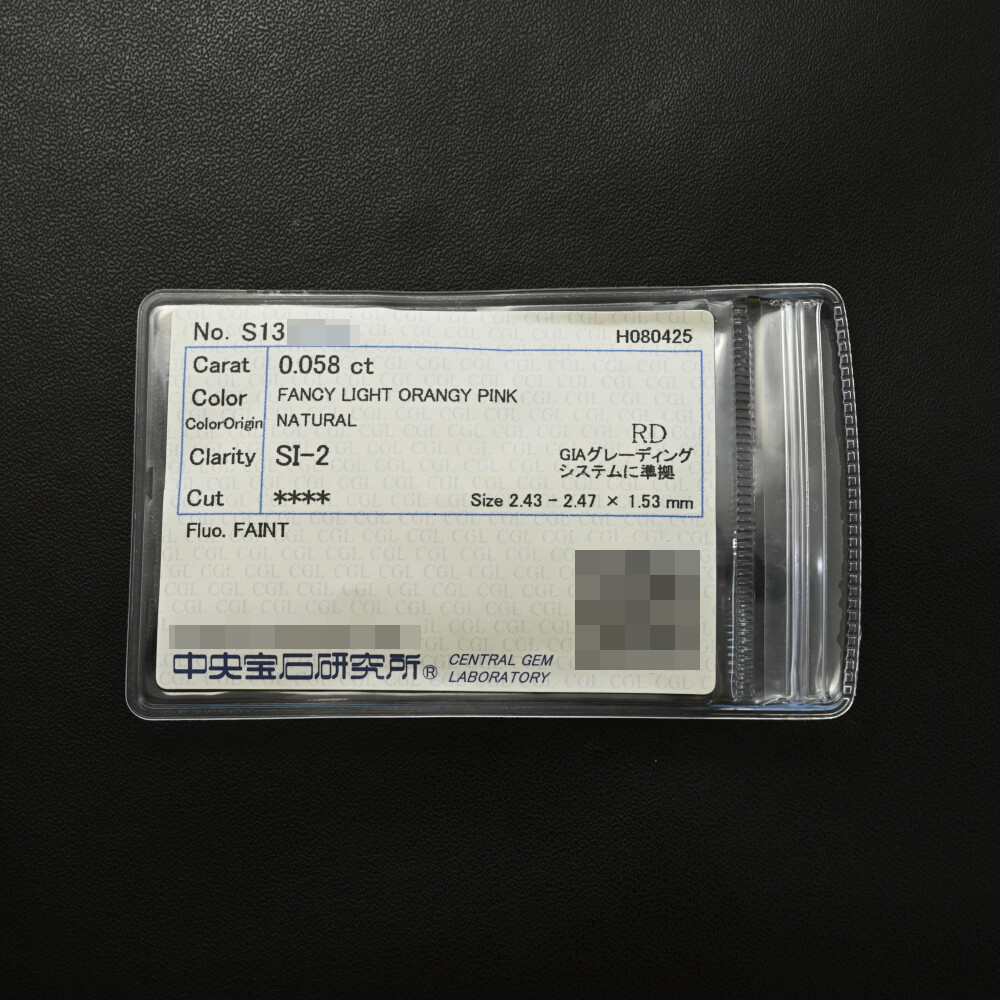 No. S13
H080425
Carat 0.058 ct
Color FANCY LIGHT ORANGY PINK
ColorOrigin NATURAL
RD
Clarity SI-2
GIAグレーディング
システムに準拠
Cut ****
Size 2.43 - 2.47 × 1.53 mm
Fluo. FAINT
中央宝石研究所® CENTRAL GEM
LABORATORY